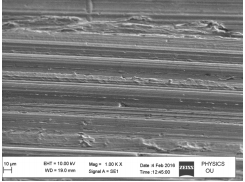 10 µm
EHT = 10.00 kV
Mag = 1.00 K X
Date :4 Feb 2016
PHYSICS
WD = 19.0 mm
Signal A = SE1
Time :12:45:00
ZEISS
OU